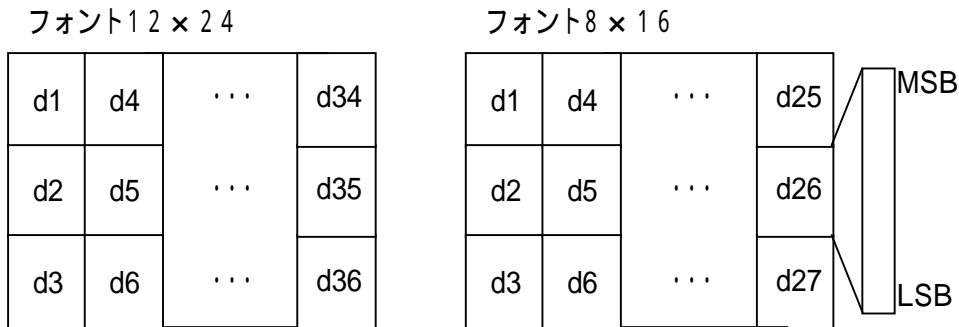 フォント12×24
d1 d4 ・・・ d34
d2 d5 ・・・ d35
d3 d6 ・・・ d36
フォント8×16
d1 d4 ・・・ d25
d2 d5 ・・・ d26
d3 d6 ・・・ d27
MSB
LSB